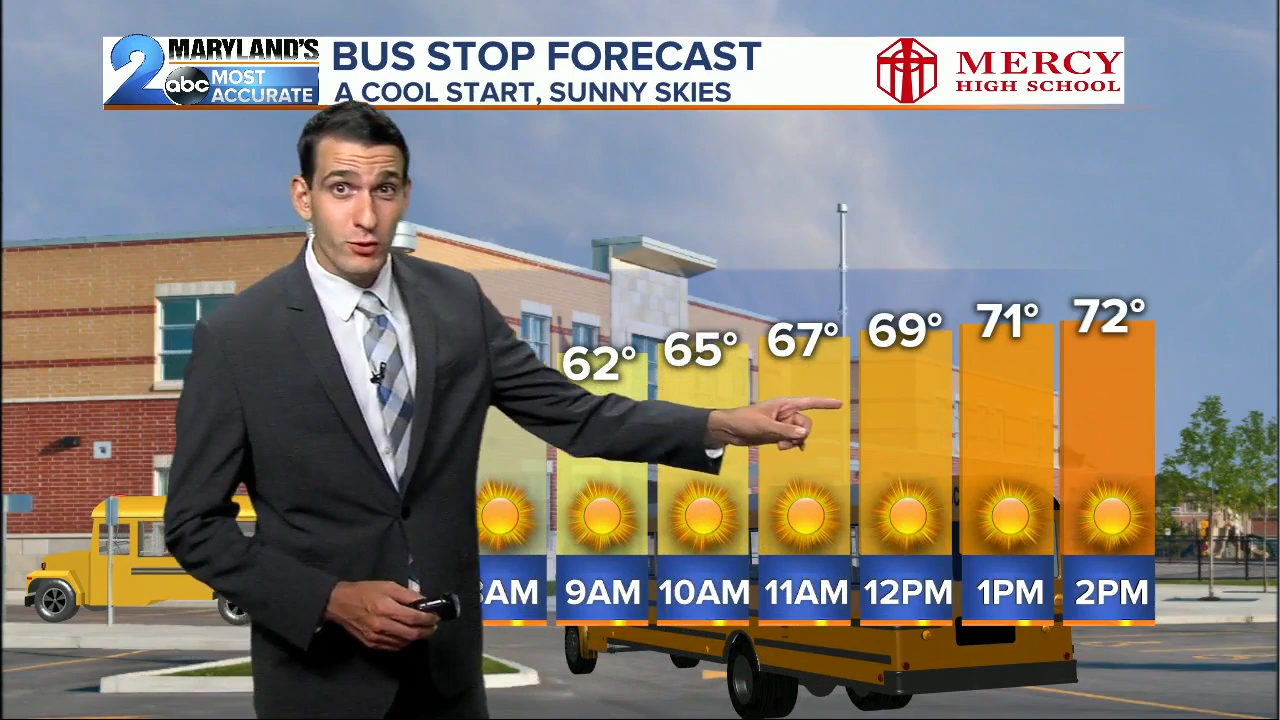 2
abc
MARYLAND'S
MOST
ACCURATE
BUS STOP FORECAST
A COOL START, SUNNY SKIES
MERCY
HIGH SCHOOL
62° 65° 67° 69° 71° 72°
AM 9AM 10AM 11AM 12PM 1PM 2PM